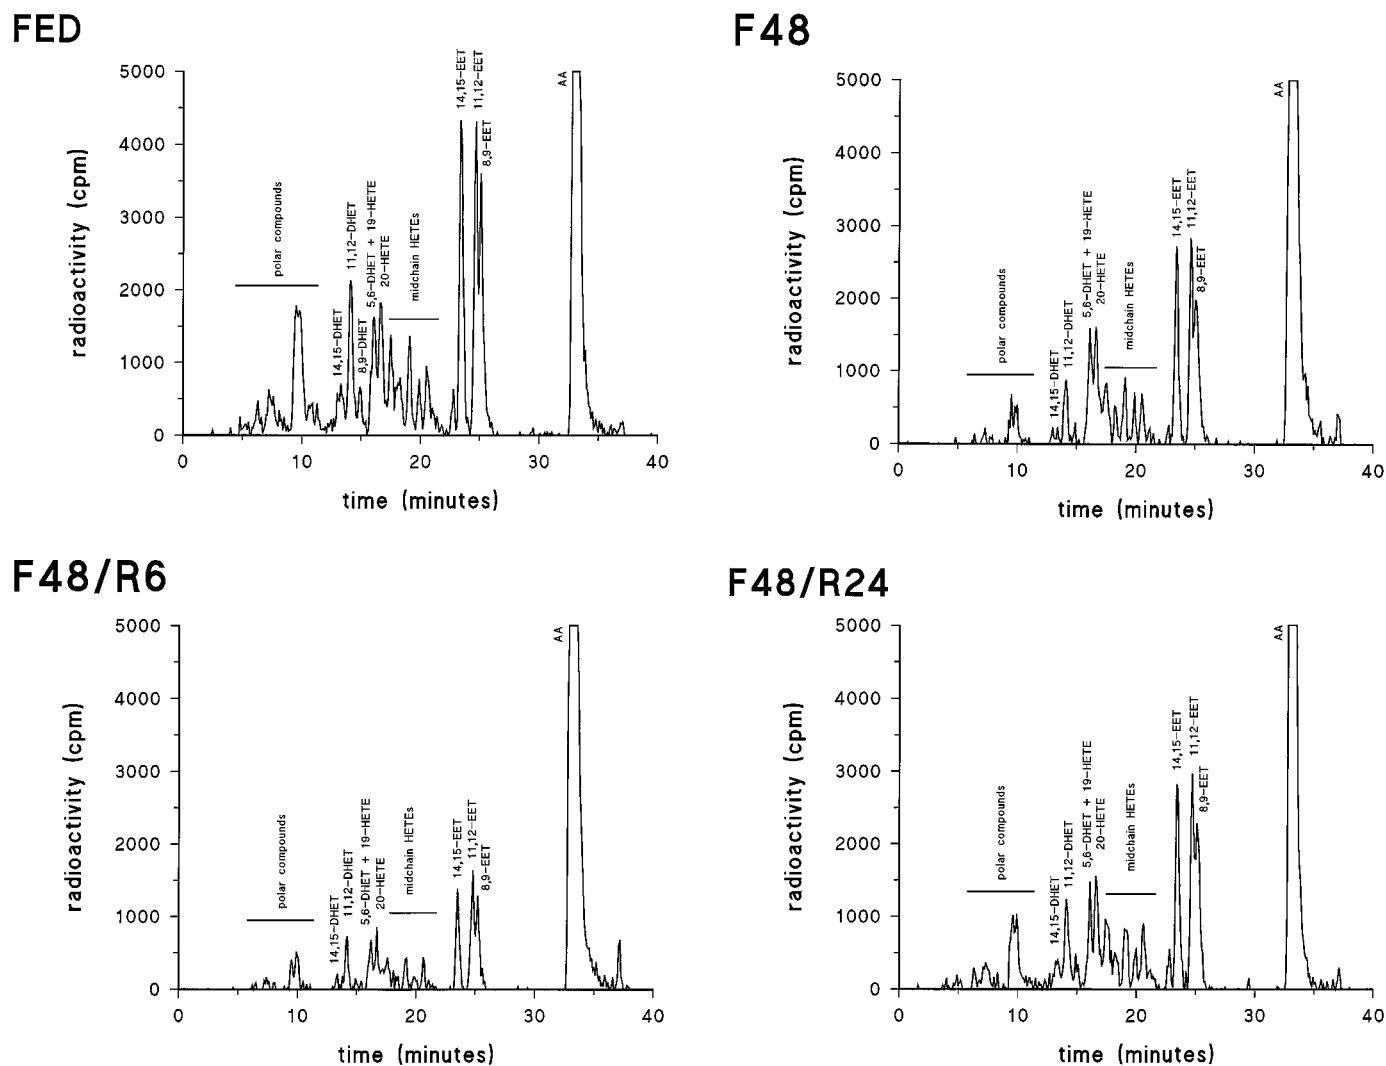 FED
5000
4000
3000
2000
1000
0
0 10 20 30 40
radioactivity (cpm)
time (minutes)
polar compounds
14,15-DHET
11,12-DHET
8,9-DHET
5,6-DHET + 19-HETE
20-HETE
midchain HETEs
14,15-EET
11,12-EET
8,9-EET
AA
F48
5000
4000
3000
2000
1000
0
0 10 20 30 40
radioactivity (cpm)
time (minutes)
polar compounds
14,15-DHET
11,12-DHET
5,6-DHET + 19-HETE
20-HETE
midchain HETEs
14,15-EET
11,12-EET
8,9-EET
AA
F48/R6
5000
4000
3000
2000
1000
0
0 10 20 30 40
radioactivity (cpm)
time (minutes)
polar compounds
14,15-DHET
11,12-DHET
5,6-DHET + 19-HETE
20-HETE
midchain HETEs
14,15-EET
11,12-EET
8,9-EET
AA
F48/R24
5000
4000
3000
2000
1000
0
0 10 20 30 40
radioactivity (cpm)
time (minutes)
polar compounds
14,15-DHET
11,12-DHET
5,6-DHET + 19-HETE
20-HETE
midchain HETEs
14,15-EET
11,12-EET
8,9-EET
AA